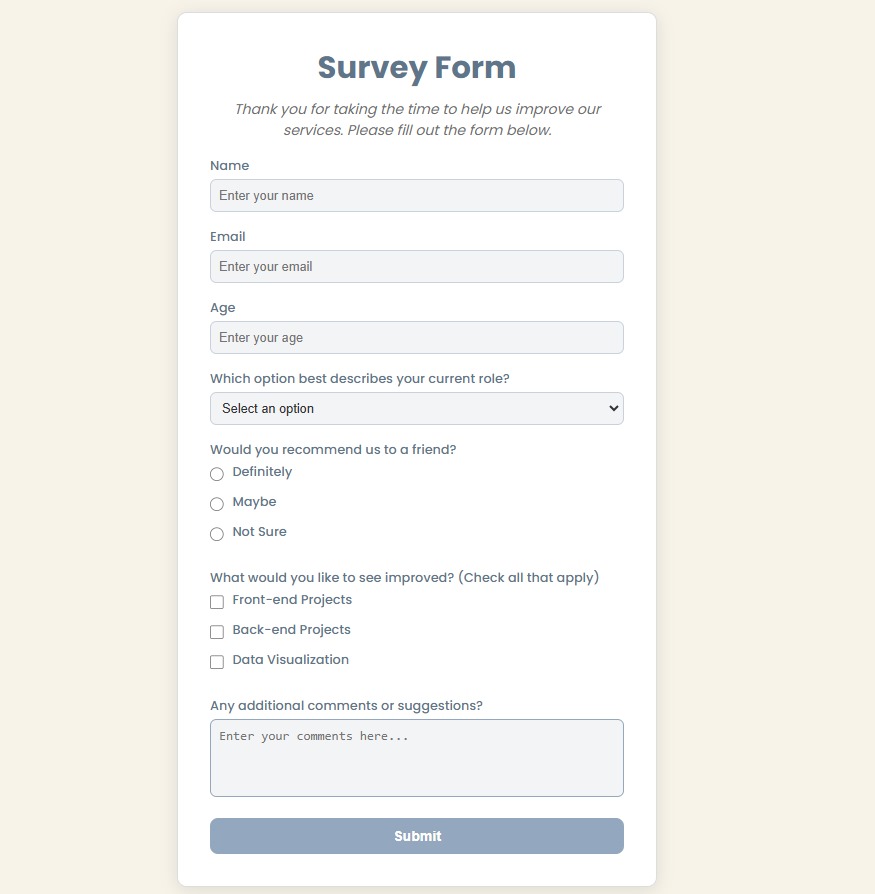 Survey Form
Thank you for taking the time to help us improve our
services. Please fill out the form below.
Name
Enter your name
Email
Enter your email
Age
Enter your age
Which option best describes your current role?
Select an option
Would you recommend us to a friend?
Definitely
Maybe
Not Sure
What would you like to see improved? (Check all that apply)
Front-end Projects
Back-end Projects
Data Visualization
Any additional comments or suggestions?
Enter your comments here...
Submit